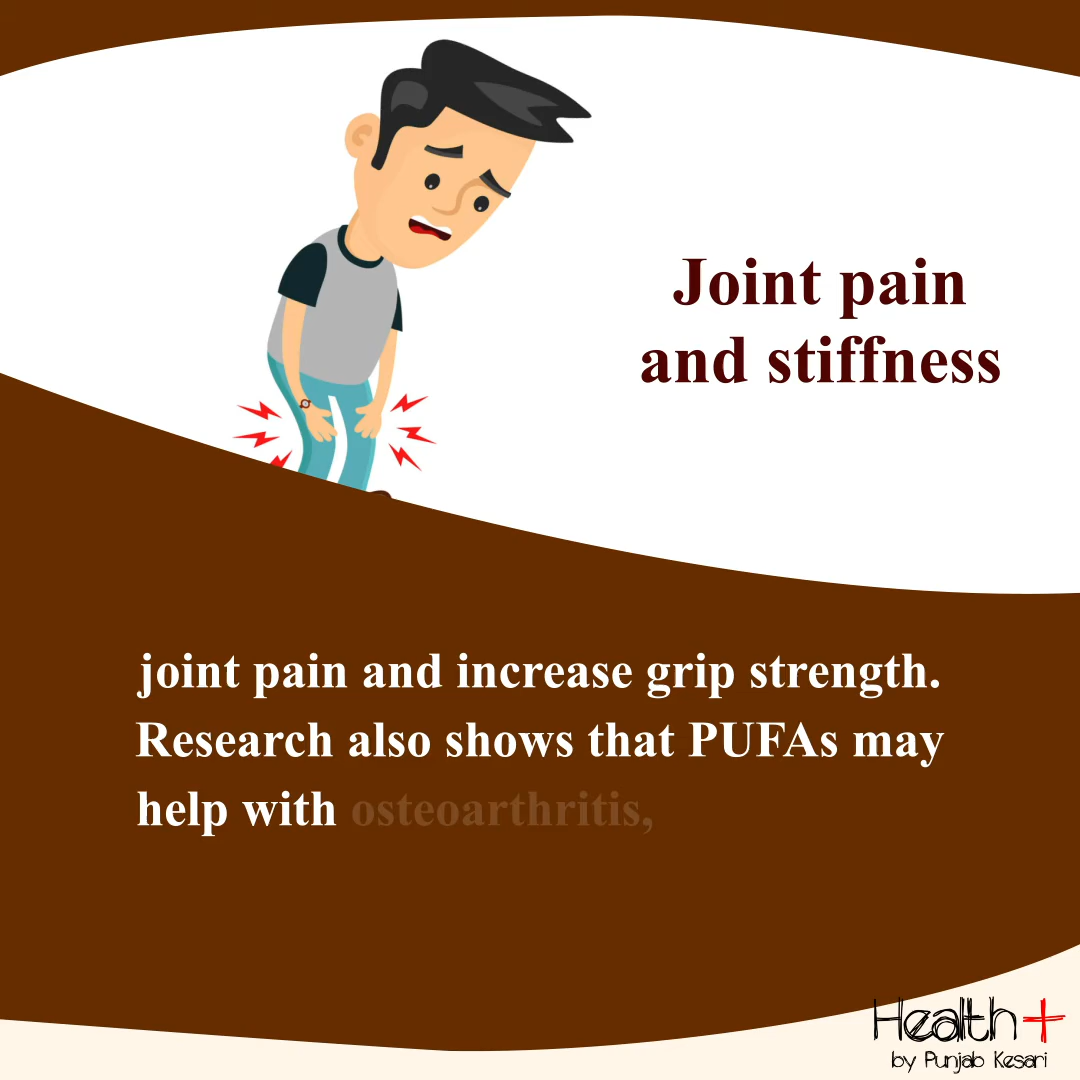 Joint pain
and stiffness
joint pain and increase grip strength.
Research also shows that PUFAs may
help with osteoarthritis,
Health+
by Punjab Kesari